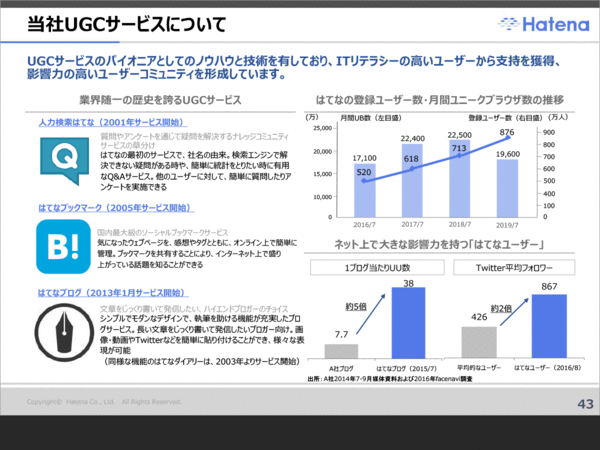 当社UGCサービスについて
Hatena
UGCサービスのパイオニアとしてのノウハウと技術を有しており、ITリテラシーの高いユーザーから支持を獲得、
影響力の高いユーザーコミュニティを形成しています。
業界随一の歴史を誇るUGCサービス
人力検索はてな（2001年サービス開始）
質問やアンケートを通じて疑問を解決するナレッジコミュニティ
サービスの草分け
はてなの最初のサービスで、社名の由来。検索エンジンで解
決できない疑問がある時や、簡単に統計をとりたい時に有用
なQ&Aサービス。他のユーザーに対して、簡単に質問したりア
ンケートを実施できる
Q
はてなブックマーク（2005年サービス開始）
国内最大級のソーシャルブックマークサービス
気になったウェブページを、感想やタグとともに、オンライン上で簡単に
管理。ブックマークを共有することにより、インターネット上で盛り
上がっている話題を知ることができる
B!
はてなブログ（2013年1月サービス開始）
文章をじっくり書いて発信したい、ハイエンドブロガーのチョイス
シンプルでモダンなデザインで、執筆を助ける機能が充実したブロ
グサービス。長い文章をじっくり書いて発信したいブロガー向け。画
像・動画やTwitterなどを簡単に貼り付けることができ、様々な表
現が可能
（同様な機能のはてなダイアリーは、2003年よりサービス開始）
はてなの登録ユーザー数・月間ユニークブラウザ数の推移
(万) 月間UB数（左目盛） 登録ユーザー数（右目盛） (万人)
25,000
20,000
15,000
10,000
900
800
700
600
500
400
300
200
100
0
17,100
22,400
22,500
19,600
520
618
713
876
2016/7 2017/7 2018/7 2019/7
ネット上で大きな影響力を持つ「はてなユーザー」
1ブログ当たりUU数
7.7
約5倍
38
A社ブログ はてなブログ（2015/7）
Twitter平均フォロワー
426
約2倍
867
平均的なユーザー はてなユーザー（2016/8）
出所：A社2014年7-9月媒体資料および2016年facenavi調査
Copyright© Hatena Co., Ltd. All Rights Reserved.
43